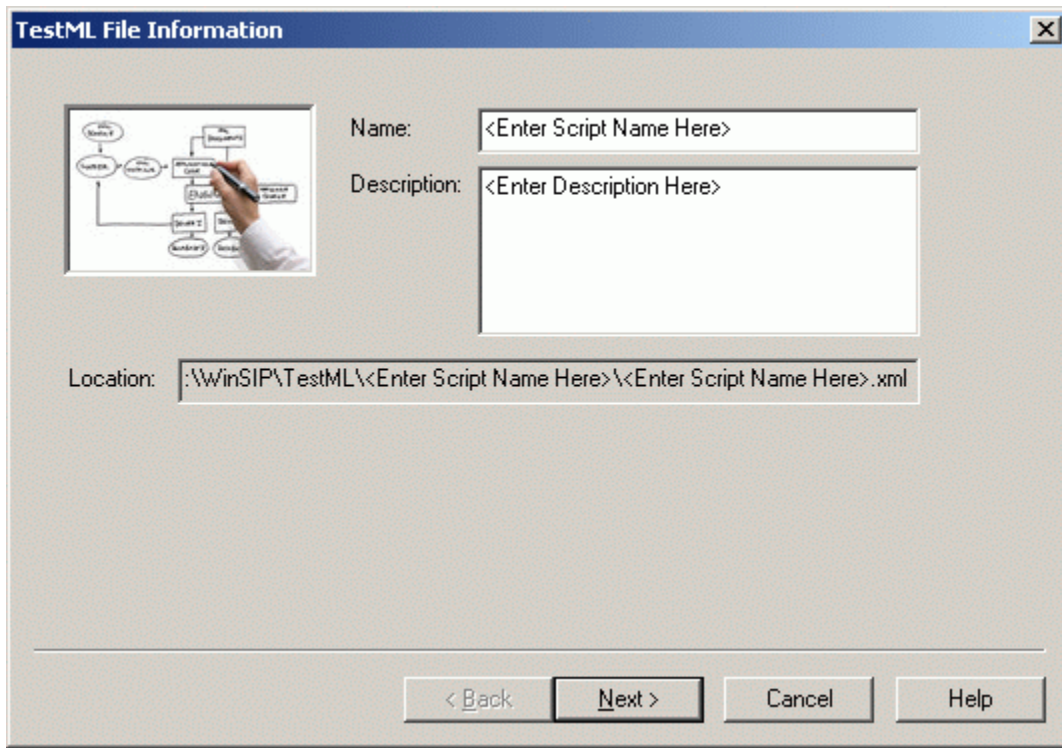 TestML File Information
Name:
<Enter Script Name Here>
Description:
<Enter Description Here>
Location:
:\WinSIP\TestML\<Enter Script Name Here>\<Enter Script Name Here>.xml
< Back
Next >
Cancel
Help